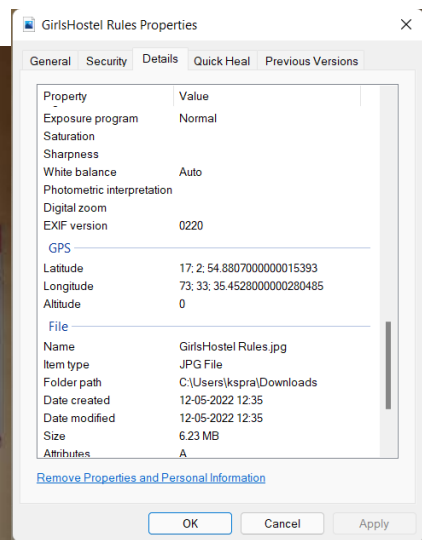 GirlsHostel Rules Properties
General Security Details Quick Heal Previous Versions
Property Value
Exposure program Normal
Saturation
Sharpness
White balance Auto
Photometric interpretation
Digital zoom
EXIF version 0220
GPS
Latitude 17; 2; 54.8807000000015393
Longitude 73; 33; 35.4528000000280485
Altitude 0
File
Name GirlsHostel Rules.jpg
Item type JPG File
Folder path C:\Users\kspra\Downloads
Date created 12-05-2022 12:35
Date modified 12-05-2022 12:35
Size 6.23 MB
Attributes A
Remove Properties and Personal Information
OK Cancel Apply